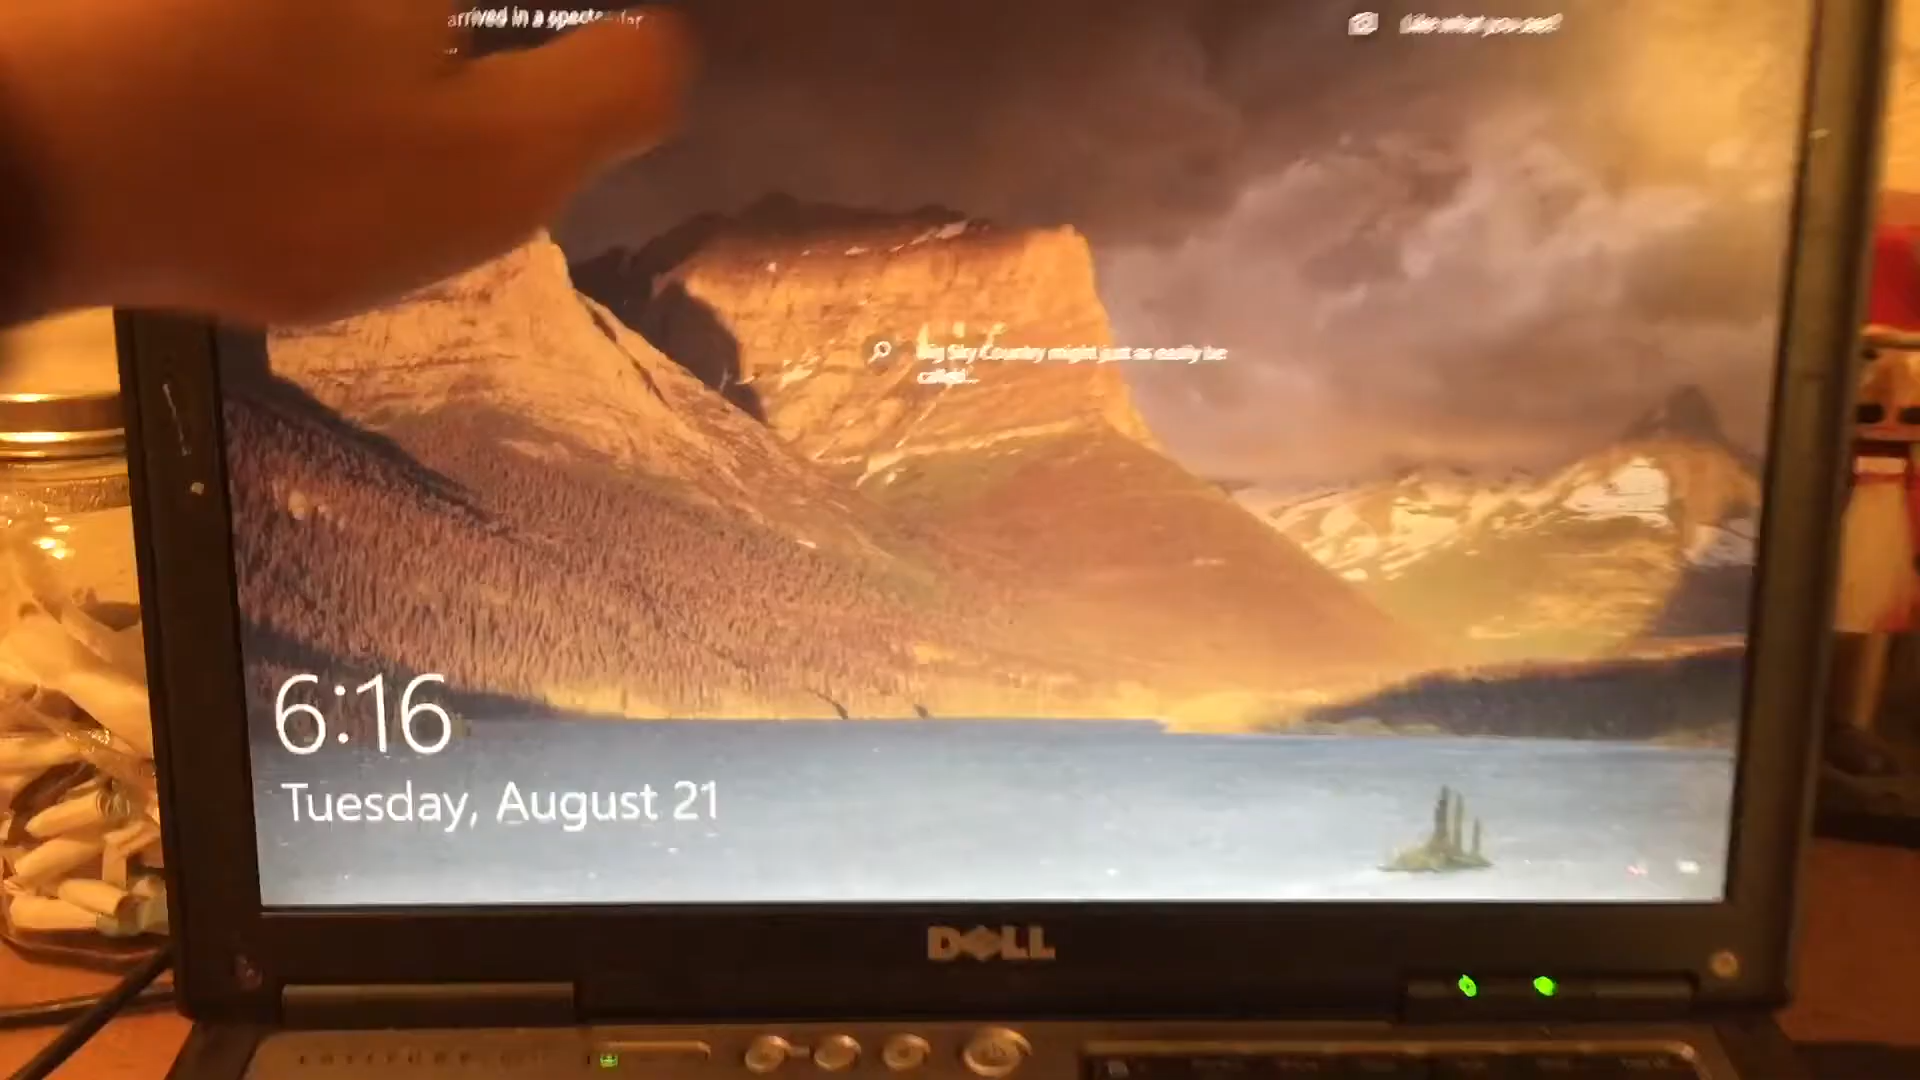 arrived in a spectacular
...
Like what you see?
Big Sky Country might just as easily be
called...
6:16
Tuesday, August 21
DELL